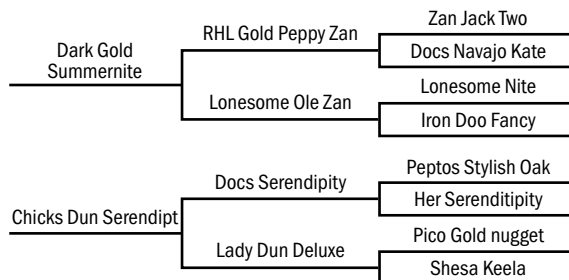 Zan Jack Two
RHL Gold Peppy Zan
Docs Navajo Kate
Dark Gold
Summernite
Lonesome Nite
Lonesome Ole Zan
Iron Doo Fancy
Peptos Stylish Oak
Docs Serendipity
Her Serenditipity
Chicks Dun Serendipt
Pico Gold nugget
Lady Dun Deluxe
Shesa Keela